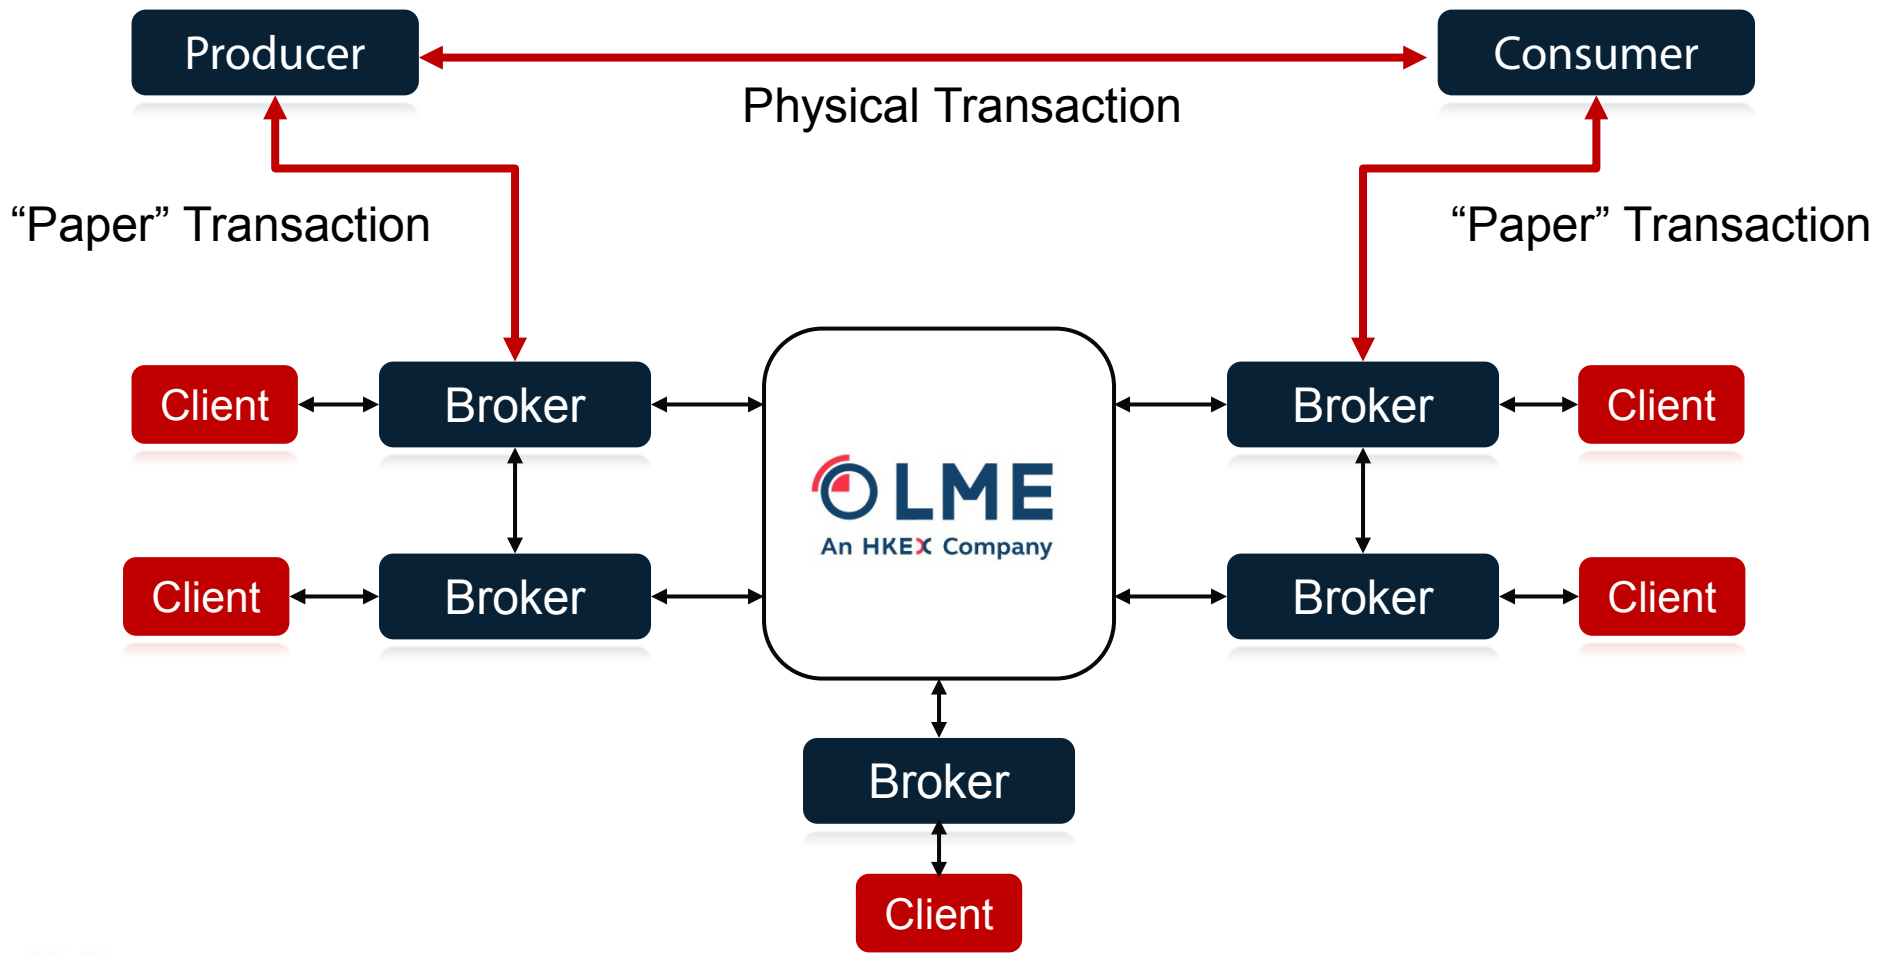 Producer
Consumer
Physical Transaction
“Paper” Transaction
“Paper” Transaction
Client
Broker
Broker
Client
LME
An HKEX Company
Client
Broker
Broker
Client
Broker
Client